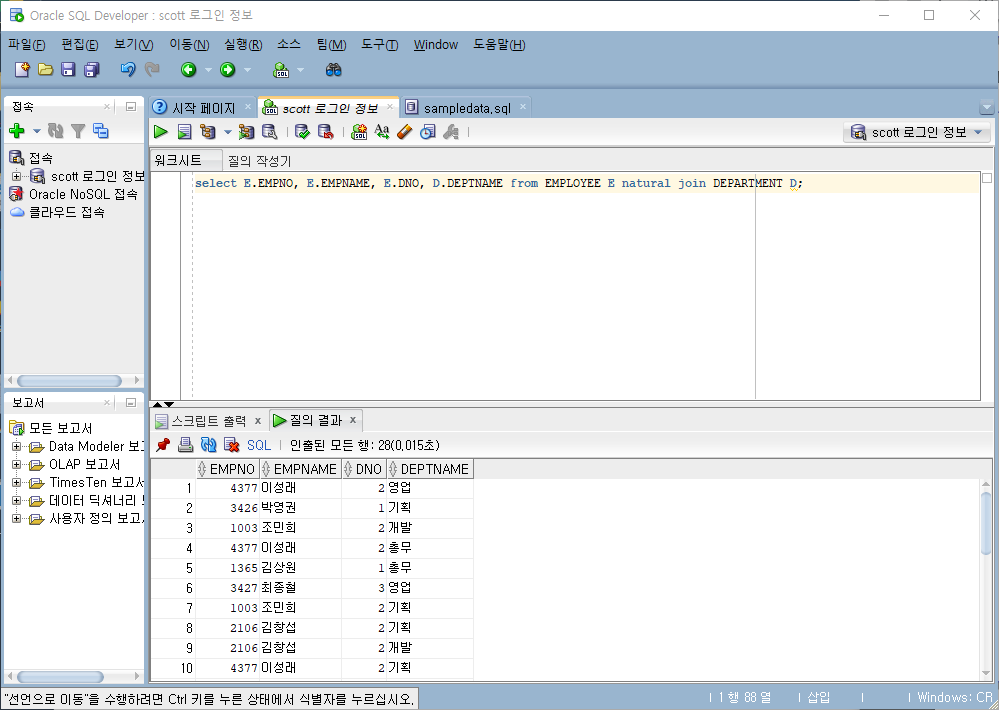 Oracle SQL Developer : scott 로그인 정보
파일(F) 편집(E) 보기(V) 이동(N) 실행(R) 소스 팀(M) 도구(T) Window 도움말(H)
접속
시작 페이지 scott 로그인 정보 sampledata.sql
scott 로그인 정보
워크시트 질의 작성기
접속
scott 로그인 정보
Oracle NoSQL 접속
클라우드 접속
select E.EMPNO, E.EMPNAME, E.DNO, D.DEPTNAME from EMPLOYEE E natural join DEPARTMENT D;
보고서
모든 보고서
Data Modeler 보고
OLAP 보고서
TimesTen 보고서
데이터 딕셔너리
사용자 정의 보고
스크립트 출력 질의 결과
SQL 인출된 모든 행: 28(0.015초)
EMPNO EMPNAME DNO DEPTNAME
1 4377 이성래 2 영업
2 3426 박영권 1 기획
3 1003 조민희 2 개발
4 4377 이성래 2 총무
5 1365 김상원 1 총무
6 3427 최종철 3 영업
7 1003 조민희 2 기획
8 2106 김창섭 2 기획
9 2106 김창섭 2 개발
10 4377 이성래 2 기획
"선언으로 이동"을 수행하려면 Ctrl 키를 누른 상태에서 식별자를 누르십시오.
1 행 88 열 삽입 Windows: CR